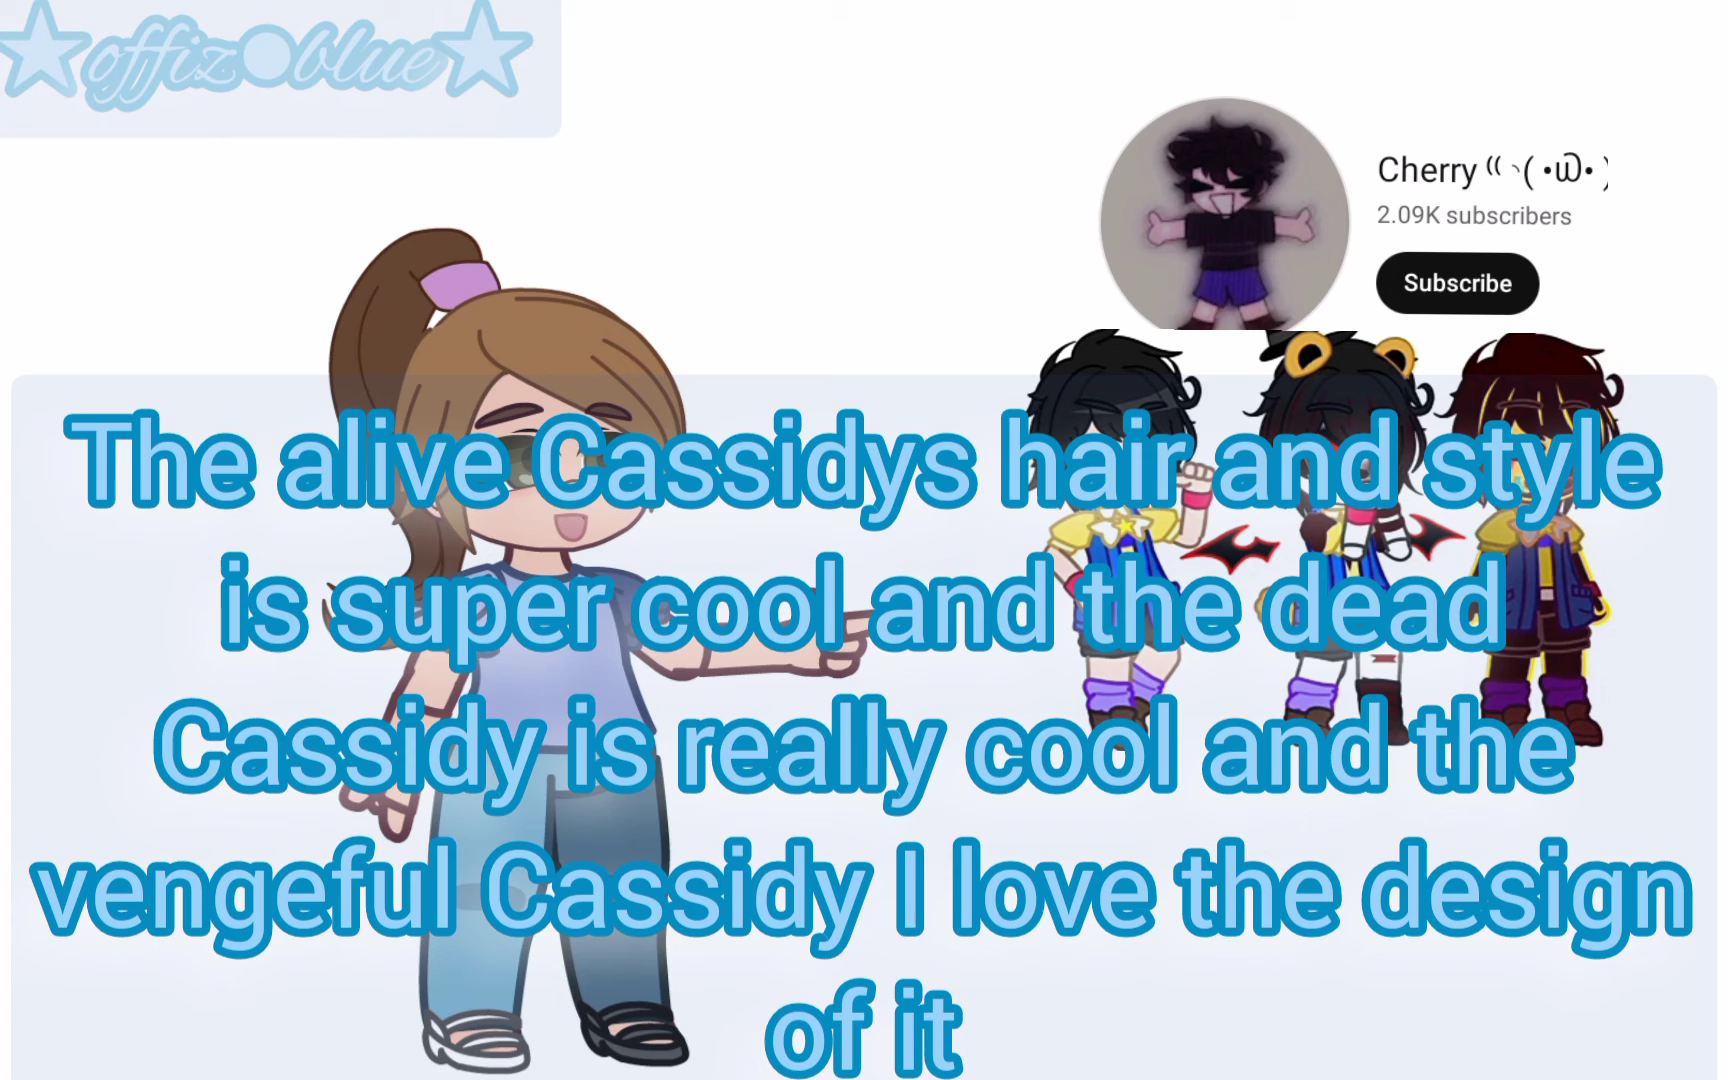 offiz●blue
Cherry ⁽⁽ ◝( •௰• )
2.09K subscribers
Subscribe
The alive Cassidys hair and style
is super cool and the dead
Cassidy is really cool and the
vengeful Cassidy I love the design
of it